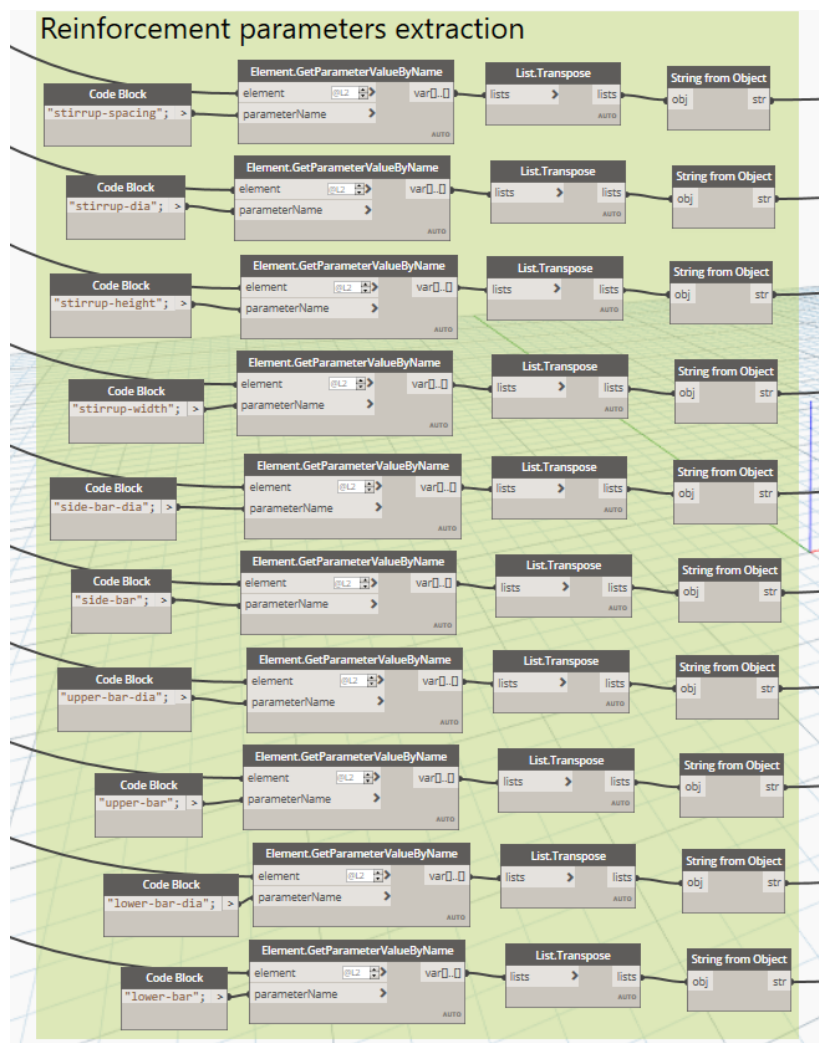 Reinforcement parameters extraction
Code Block
"stirrup-spacing"; >
Element.GetParameterValueByName
element @L2 > var[]..[]
parameterName >
AUTO
List.Transpose
lists > lists
AUTO
String from Object
obj str
Code Block
"stirrup-dia"; >
Element.GetParameterValueByName
element @L2 > var[]..[]
parameterName >
AUTO
List.Transpose
lists > lists
AUTO
String from Object
obj str
Code Block
"stirrup-height"; >
Element.GetParameterValueByName
element @L2 > var[]..[]
parameterName >
AUTO
List.Transpose
lists > lists
AUTO
String from Object
obj str
Code Block
"stirrup-width"; >
Element.GetParameterValueByName
element @L2 > var[]..[]
parameterName >
AUTO
List.Transpose
lists > lists
AUTO
String from Object
obj str
Code Block
"side-bar-dia"; >
Element.GetParameterValueByName
element @L2 > var[]..[]
parameterName >
AUTO
List.Transpose
lists > lists
AUTO
String from Object
obj str
Code Block
"side-bar"; >
Element.GetParameterValueByName
element @L2 > var[]..[]
parameterName >
AUTO
List.Transpose
lists > lists
AUTO
String from Object
obj str
Code Block
"upper-bar-dia"; >
Element.GetParameterValueByName
element @L2 > var[]..[]
parameterName >
AUTO
List.Transpose
lists > lists
AUTO
String from Object
obj str
Code Block
"upper-bar"; >
Element.GetParameterValueByName
element @L2 > var[]..[]
parameterName >
AUTO
List.Transpose
lists > lists
AUTO
String from Object
obj str
Code Block
"lower-bar-dia"; >
Element.GetParameterValueByName
element @L2 > var[]..[]
parameterName >
AUTO
List.Transpose
lists > lists
AUTO
String from Object
obj str
Code Block
"lower-bar"; >
Element.GetParameterValueByName
element @L2 > var[]..[]
parameterName >
AUTO
List.Transpose
lists > lists
AUTO
String from Object
obj str